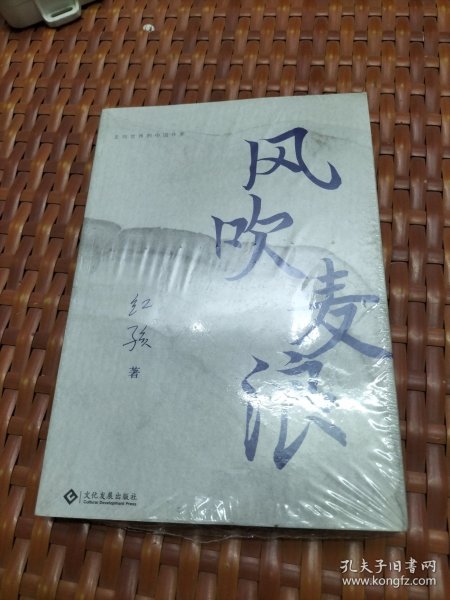 走向世界的中国作家
风吹麦浪
红孩
著
文化发展出版社
Cultural Development Press
孔夫子旧书网
www.kongfz.com